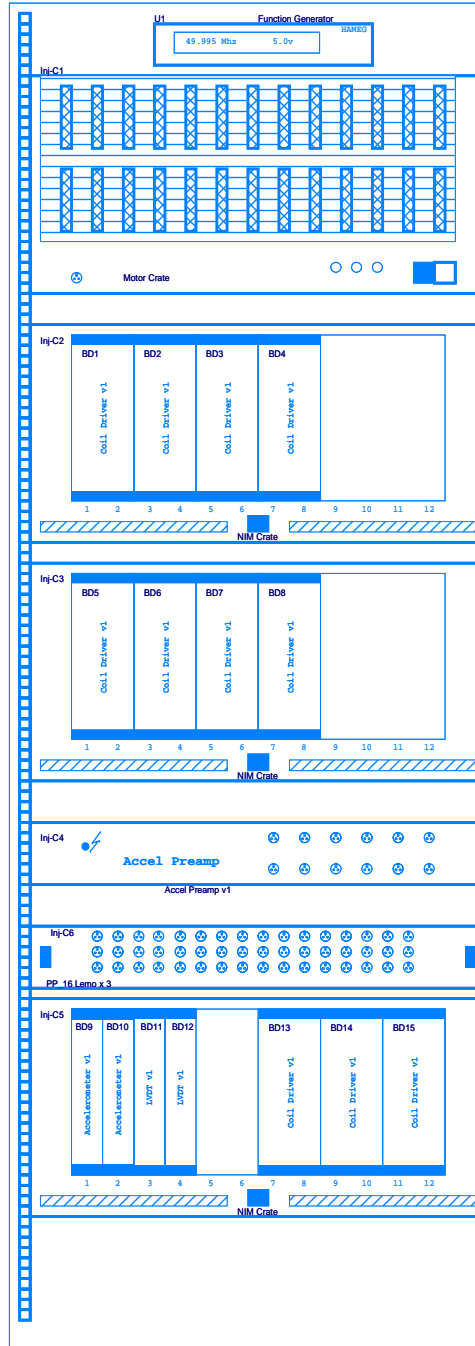 U1 Function Generator
HAMEG
49.995 Mhz 5.0v
Inj-C1
Motor Crate
Inj-C2
BD1 BD2 BD3 BD4
Coil Driver v1 Coil Driver v1 Coil Driver v1 Coil Driver v1
1 2 3 4 5 6 7 8 9 10 11 12
NIM Crate
Inj-C3
BD5 BD6 BD7 BD8
Coil Driver v1 Coil Driver v1 Coil Driver v1 Coil Driver v1
1 2 3 4 5 6 7 8 9 10 11 12
NIM Crate
Inj-C4
Accel Preamp
Accel Preamp v1
Inj-C6
PP_16 Lemo x 3
Inj-C5
BD9 BD10 BD11 BD12 BD13 BD14 BD15
Accelerometer v1 Accelerometer v1 LVDT v1 LVDT v1 Coil Driver v1 Coil Driver v1 Coil Driver v1
1 2 3 4 5 6 7 8 9 10 11 12
NIM Crate